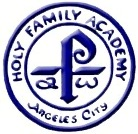 HOLY FAMILY ACADEMY
P
α ω
ANGELES CITY